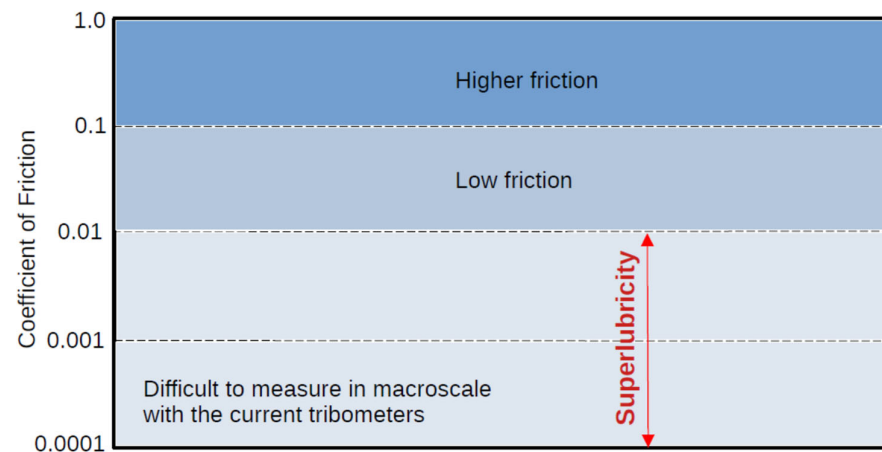 1.0
Higher friction
0.1
Low friction
0.01
Coefficient of Friction
Superlubricity
0.001
Difficult to measure in macroscale
with the current tribometers
0.0001